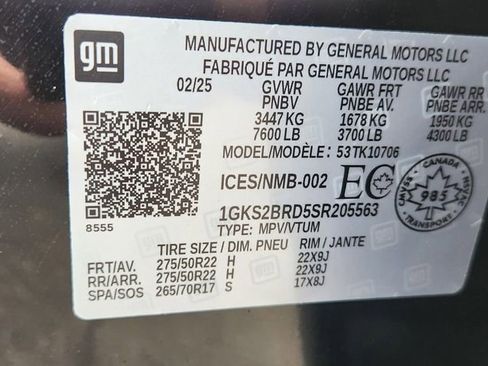 gm
MANUFACTURED BY GENERAL MOTORS LLC
FABRIQUÉ PAR GENERAL MOTORS LLC
02/25 GVWR GAWR FRT GAWR RR
PNBV PNBE AV. PNBE ARR.
3447 KG 1678 KG 1950 KG
7600 LB 3700 LB 4300 LB
MODEL/MODÈLE: 53TK10706
ICES/NMB-002 EC
CANADA
CAVSS NSVAC
985
TRANSPORT
8555
1GKS2BRD5SR205563
TYPE: MPV/VTUM
TIRE SIZE / DIM. PNEU RIM / JANTE
FRT/AV. 275/50R22 H 22X9J
RR/ARR. 275/50R22 H 22X9J
SPA/SOS 265/70R17 S 17X8J